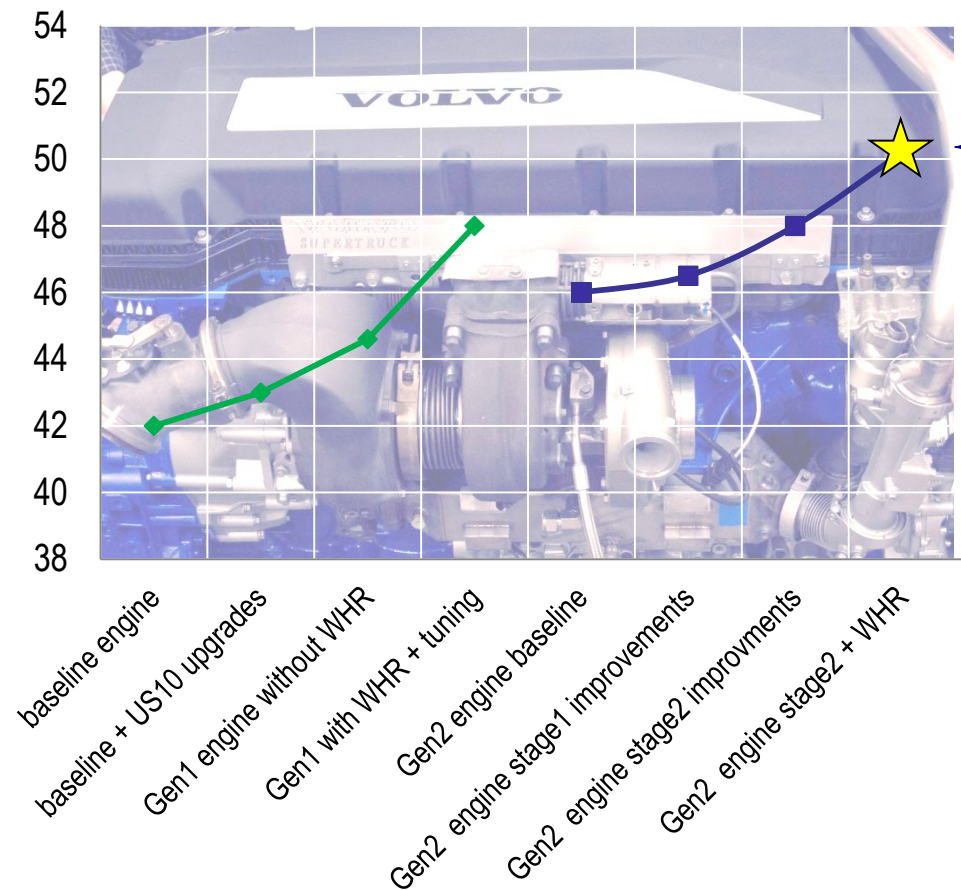 54
52
50
48
46
44
42
40
38
VOLVO
SUPERTRUCK
baseline engine
baseline + US10 upgrades
Gen1 engine without WHR
Gen1 with WHR + tuning
Gen2 engine baseline
Gen2 engine stage1 improvements
Gen2 engine stage2 improvments
Gen2 engine stage2 + WHR